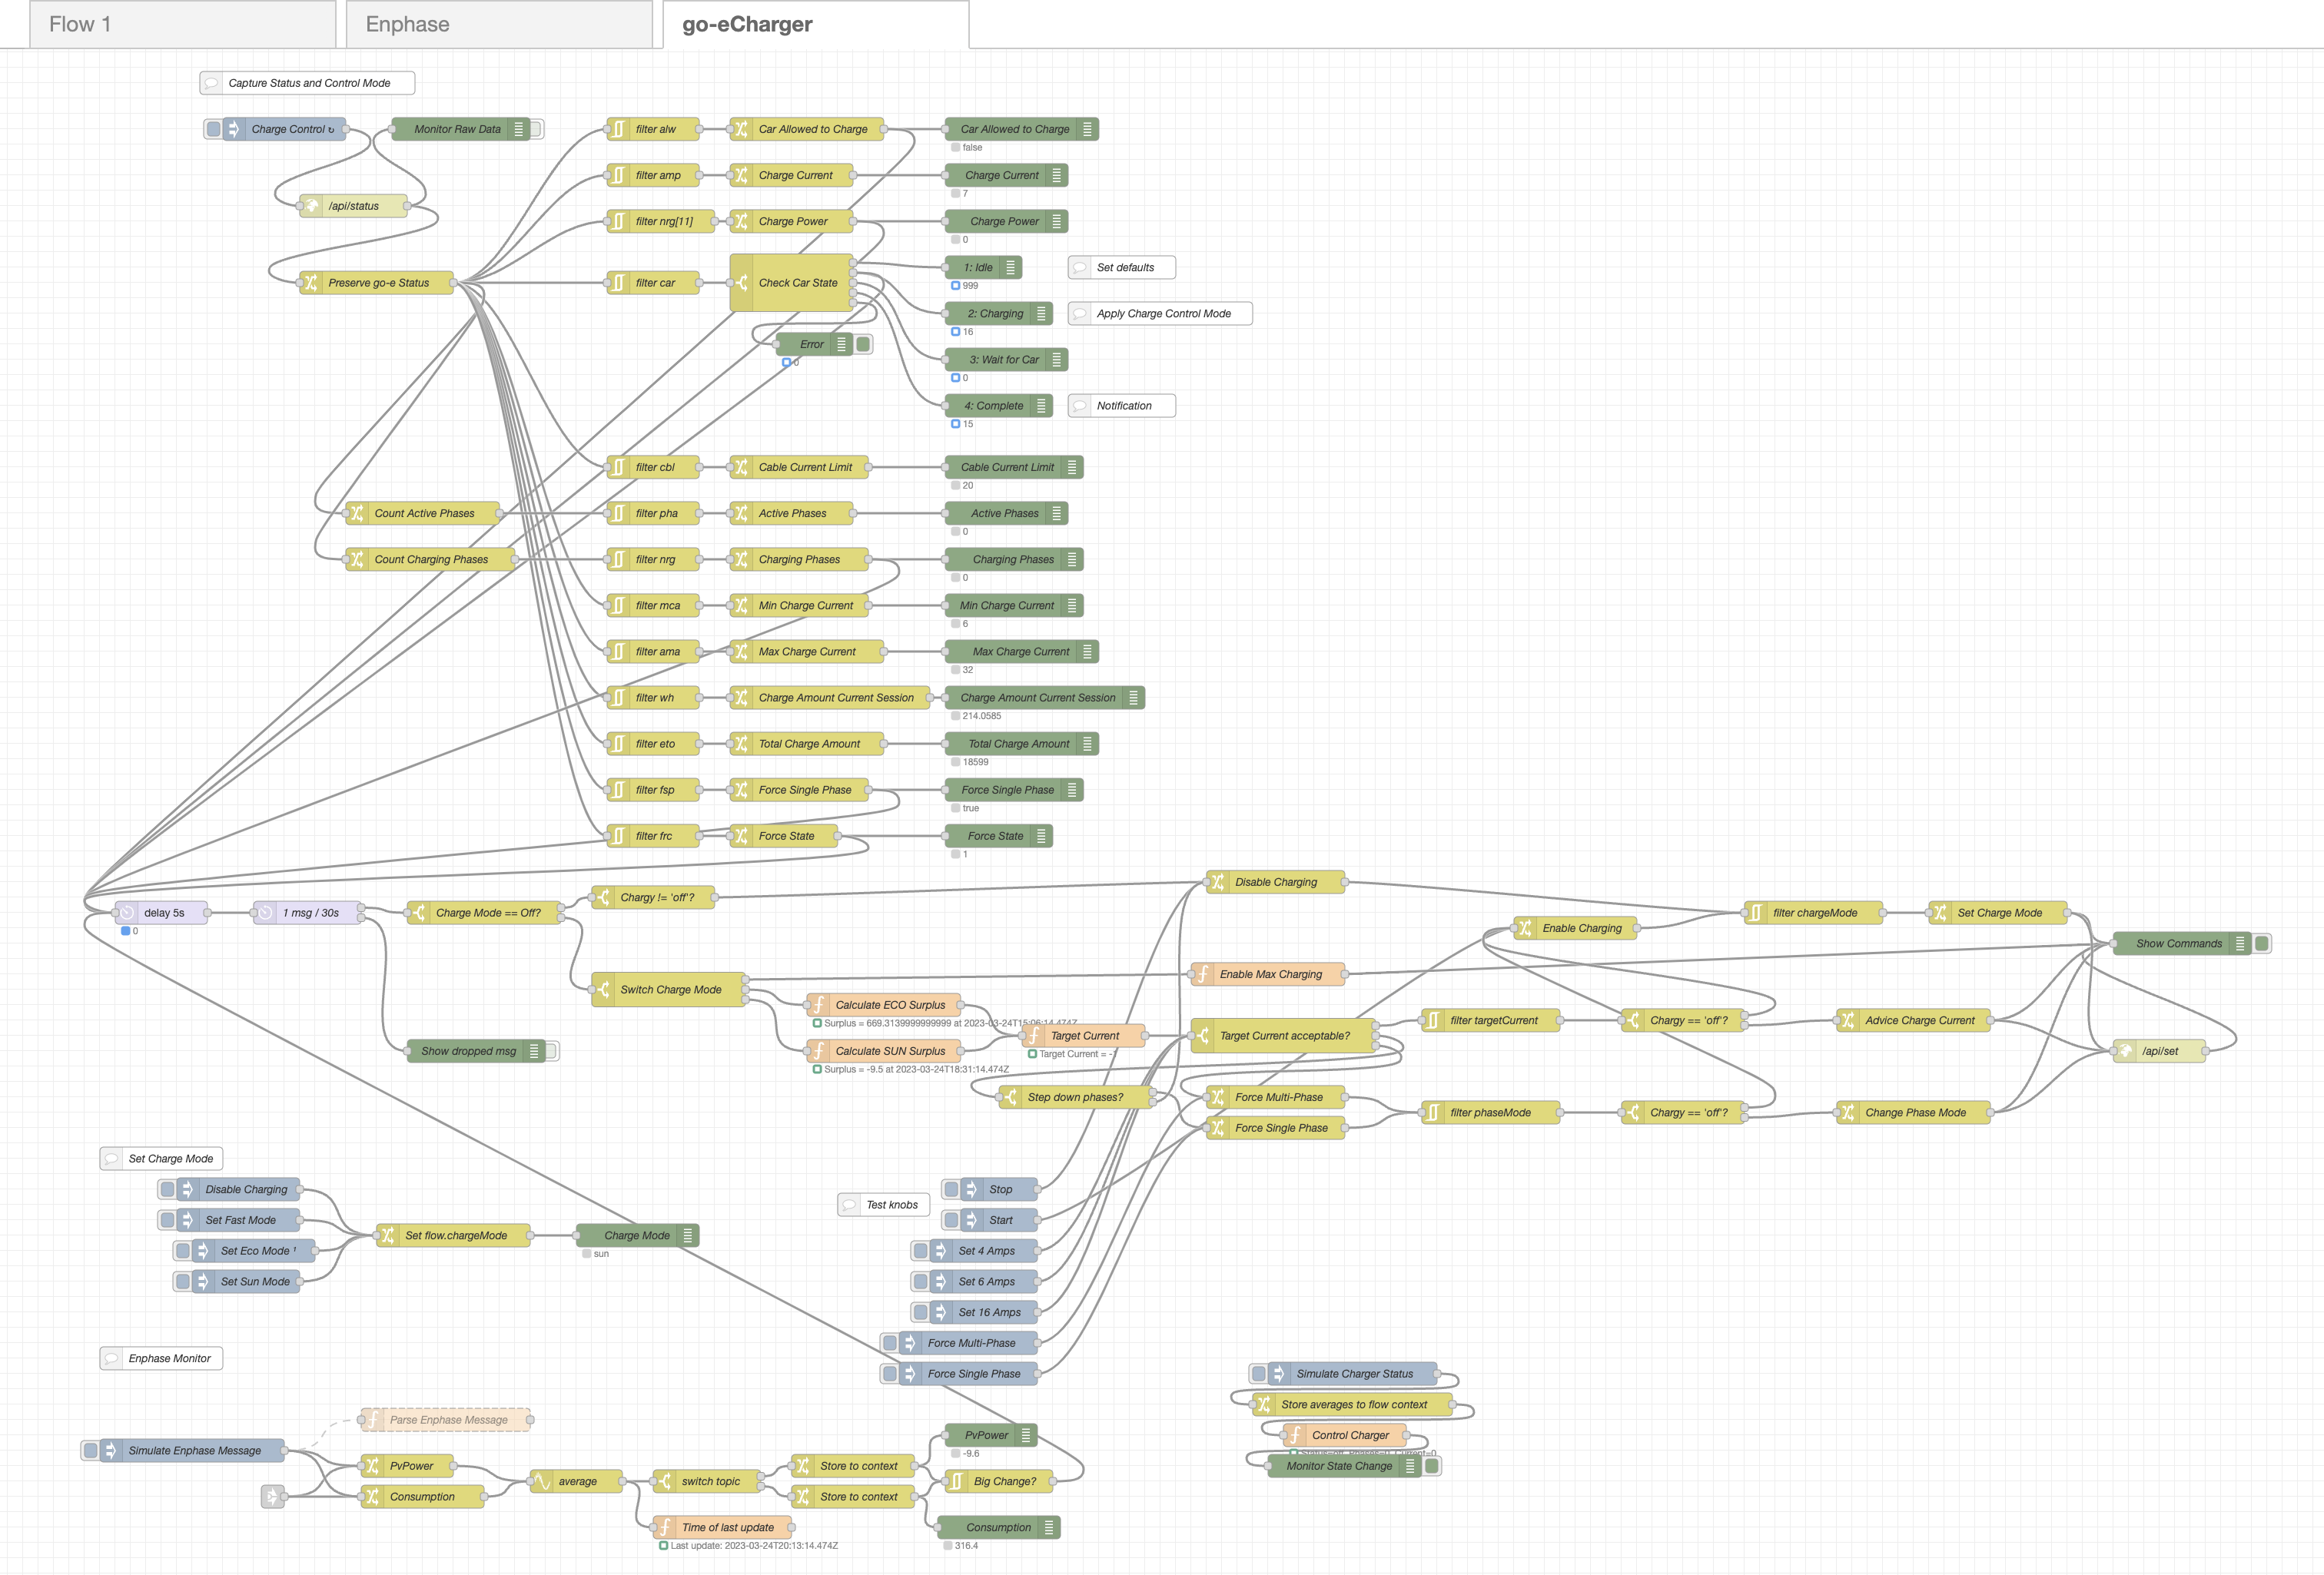 Flow 1
Enphase
go-eCharger
Capture Status and Control Mode
Charge Control ↻
Monitor Raw Data
filter alw
Car Allowed to Charge
Car Allowed to Charge
false
filter amp
Charge Current
Charge Current
7
/api/status
filter nrg[11]
Charge Power
Charge Power
0
1: Idle
Set defaults
999
Preserve go-e Status
filter car
Check Car State
2: Charging
Apply Charge Control Mode
16
Error
0
3: Wait for Car
0
4: Complete
Notification
15
filter cbl
Cable Current Limit
Cable Current Limit
20
Count Active Phases
filter pha
Active Phases
Active Phases
0
Count Charging Phases
filter nrg
Charging Phases
Charging Phases
0
filter mca
Min Charge Current
Min Charge Current
6
filter ama
Max Charge Current
Max Charge Current
32
filter wh
Charge Amount Current Session
Charge Amount Current Session
214.0585
filter eto
Total Charge Amount
Total Charge Amount
18599
filter fsp
Force Single Phase
Force Single Phase
true
filter frc
Force State
Force State
1
Disable Charging
Chargy != 'off'?
delay 5s
0
1 msg / 30s
Charge Mode == Off?
filter chargeMode
Set Charge Mode
Enable Charging
Show Commands
Enable Max Charging
Switch Charge Mode
Calculate ECO Surplus
Surplus = 669.3139999999999 at 2023-03-24T15:06:14.474Z
Target Current
Target Current = -1
Target Current acceptable?
filter targetCurrent
Chargy == 'off'?
Advice Charge Current
Show dropped msg
Calculate SUN Surplus
Surplus = -9.5 at 2023-03-24T18:31:14.474Z
/api/set
Step down phases?
Force Multi-Phase
filter phaseMode
Chargy == 'off'?
Change Phase Mode
Force Single Phase
Set Charge Mode
Disable Charging
Set Fast Mode
Set Eco Mode ¹
Set Sun Mode
Set flow.chargeMode
Charge Mode
sun
Test knobs
Stop
Start
Set 4 Amps
Set 6 Amps
Set 16 Amps
Force Multi-Phase
Force Single Phase
Enphase Monitor
Parse Enphase Message
Simulate Enphase Message
PvPower
Consumption
average
switch topic
Store to context
Store to context
PvPower
-9.6
Big Change?
Time of last update
Last update: 2023-03-24T20:13:14.474Z
Consumption
316.4
Simulate Charger Status
Store averages to flow context
Control Charger
Status=off, Phases=0, Current=0
Monitor State Change